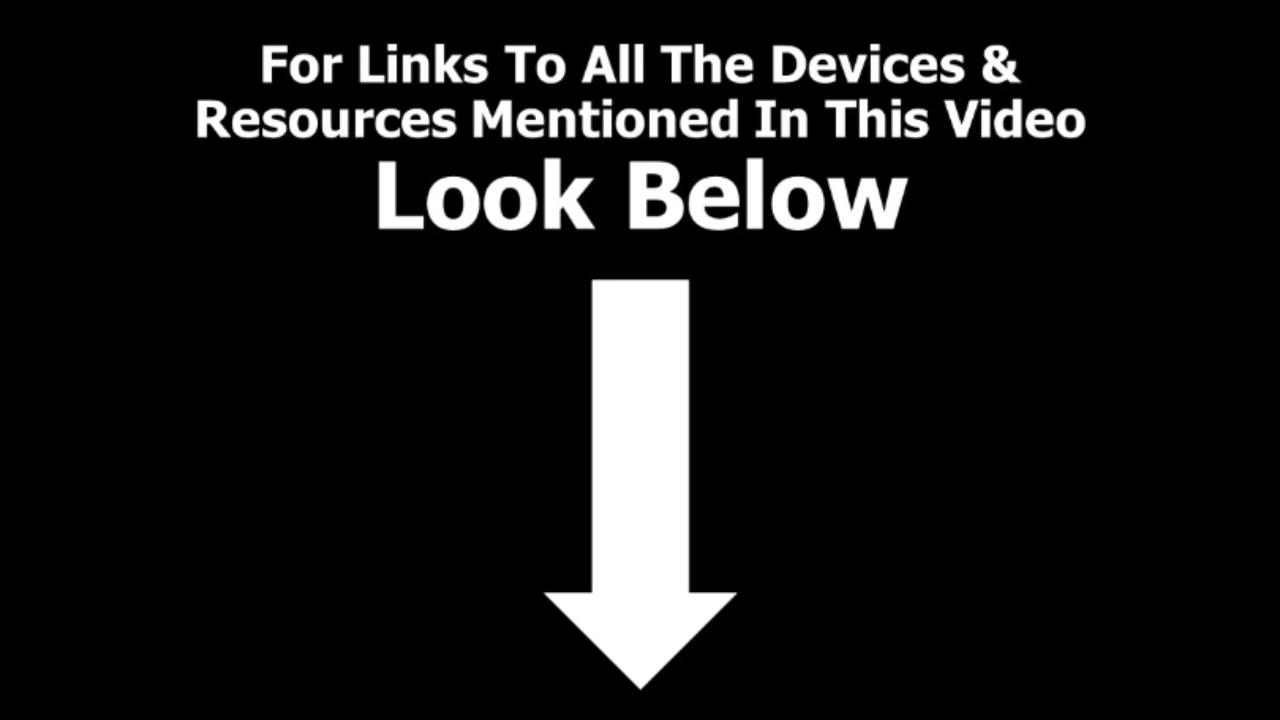 For Links To All The Devices &
Resources Mentioned In This Video
Look Below